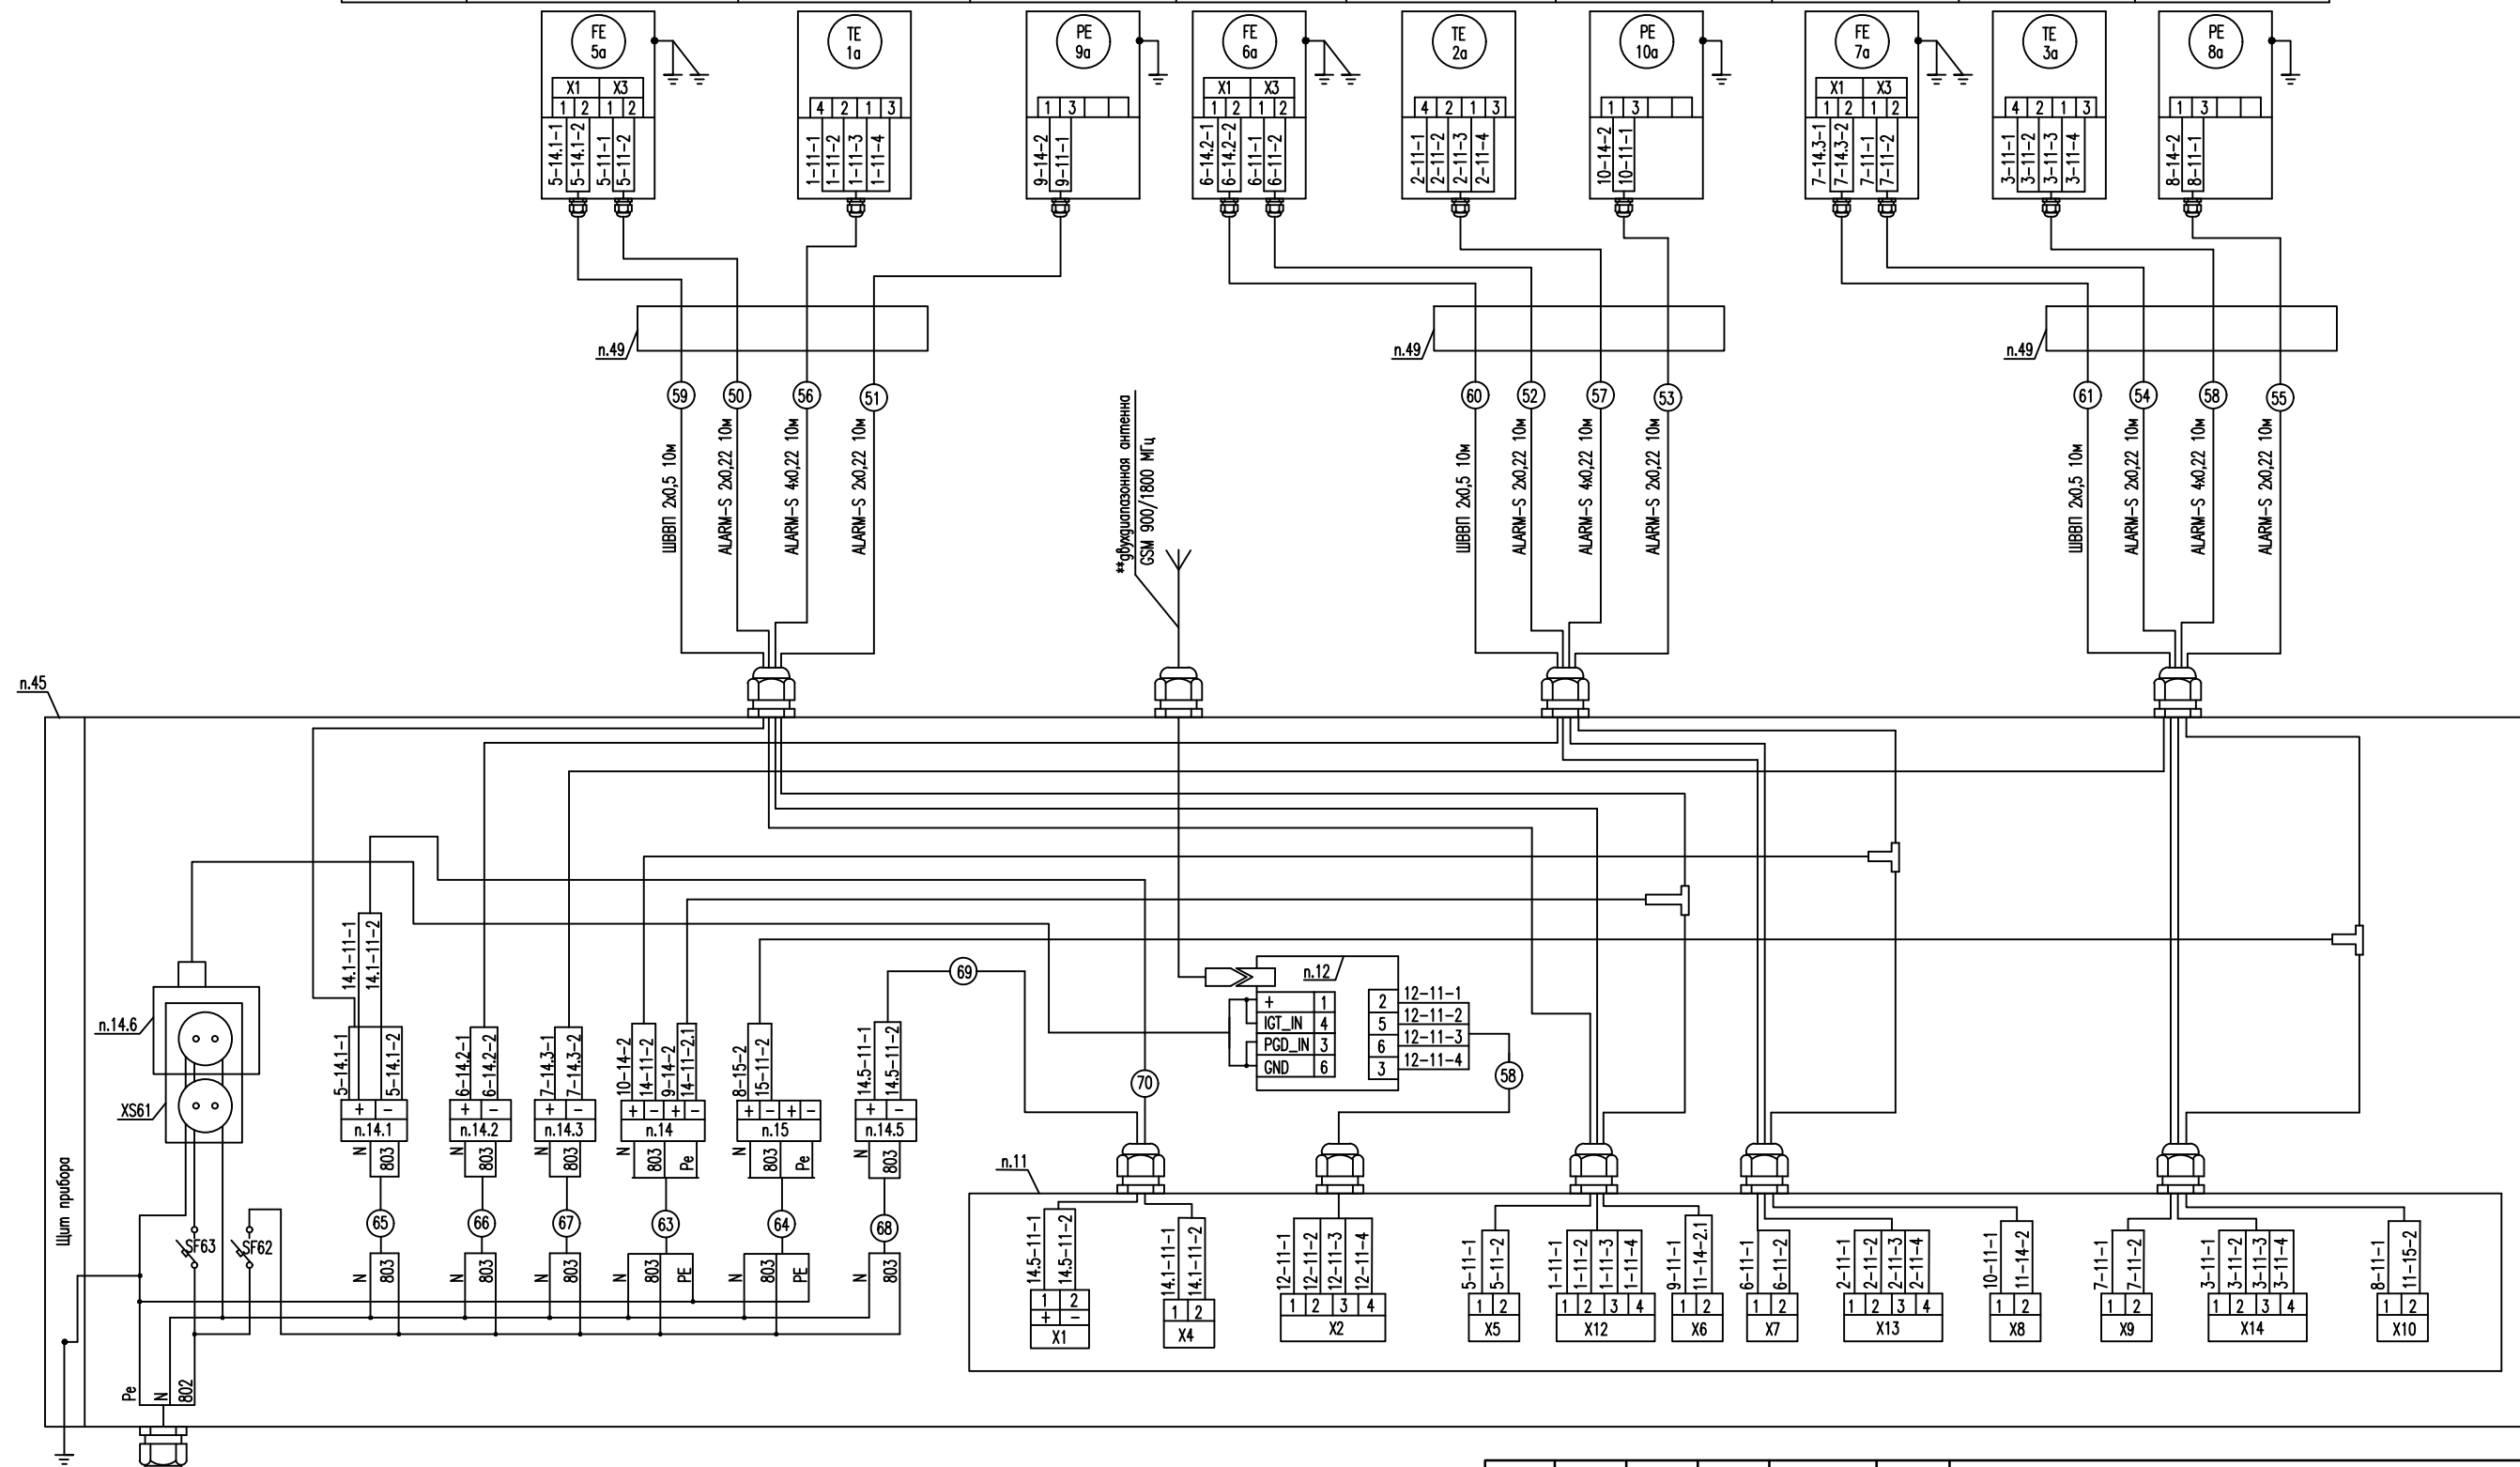 FE 5а
TE 1а
PE 9а
FE 6а
TE 2а
PE 10а
FE 7а
TE 3а
PE 8а
X1 X3
1 2 1 2
5-14.1-1
5-14.1-2
5-11-1
5-11-2
4 2 1 3
1-11-1
1-11-2
1-11-3
1-11-4
1 3
9-14-2
9-11-1
X1 X3
1 2 1 2
6-14.2-1
6-14.2-2
6-11-1
6-11-2
4 2 1 3
2-11-1
2-11-2
2-11-3
2-11-4
1 3
10-14-2
10-11-1
X1 X3
1 2 1 2
7-14.3-1
7-14.3-2
7-11-1
7-11-2
4 2 1 3
3-11-1
3-11-2
3-11-3
3-11-4
1 3
8-14-2
8-11-1
п.49
п.49
п.49
59 50 56 51
60 52 57 53
61 54 58 55
ШВВП 2x0,5 10м
ALARM-S 2x0,22 10м
ALARM-S 4x0,22 10м
ALARM-S 2x0,22 10м
**двухдиапазонная антенна
GSM 900/1800 МГц
ШВВП 2x0,5 10м
ALARM-S 2x0,22 10м
ALARM-S 4x0,22 10м
ALARM-S 2x0,22 10м
ШВВП 2x0,5 10м
ALARM-S 2x0,22 10м
ALARM-S 4x0,22 10м
ALARM-S 2x0,22 10м
п.45
Щит прибора
п.14.6
XS61
SF63
SF62
14.1-11-1
14.1-11-2
5-14.1-1
5-14.1-2
+ -
п.14.1
N
803
65
N
803
6-14.2-1
6-14.2-2
+ -
п.14.2
N
803
66
N
803
7-14.3-1
7-14.3-2
+ -
п.14.3
N
803
67
N
803
10-14-2
14-11-2
9-14-2
14-11-2.1
+ - + -
п.14
N
803
Pe
63
N
803
PE
8-15-2
15-11-2
+ - + -
п.15
N
803
Pe
64
N
803
PE
14.5-11-1
14.5-11-2
+ -
п.14.5
N
803
68
N
803
69
70
п.12
+ 1
IGT_IN 4
PGD_IN 3
GND 6
2 12-11-1
5 12-11-2
6 12-11-3
3 12-11-4
58
п.11
14.5-11-1
14.5-11-2
1 2
+ -
X1
14.1-11-1
14.1-11-2
1 2
X4
12-11-1
12-11-2
12-11-3
12-11-4
1 2 3 4
X2
5-11-1
5-11-2
1 2
X5
1-11-1
1-11-2
1-11-3
1-11-4
1 2 3 4
X12
9-11-1
11-14-2.1
1 2
X6
6-11-1
6-11-2
1 2
X7
2-11-1
2-11-2
2-11-3
2-11-4
1 2 3 4
X13
10-11-1
11-14-2
1 2
X8
7-11-1
7-11-2
1 2
X9
3-11-1
3-11-2
3-11-3
3-11-4
1 2 3 4
X14
8-11-1
11-15-2
1 2
X10
Pe
N
802